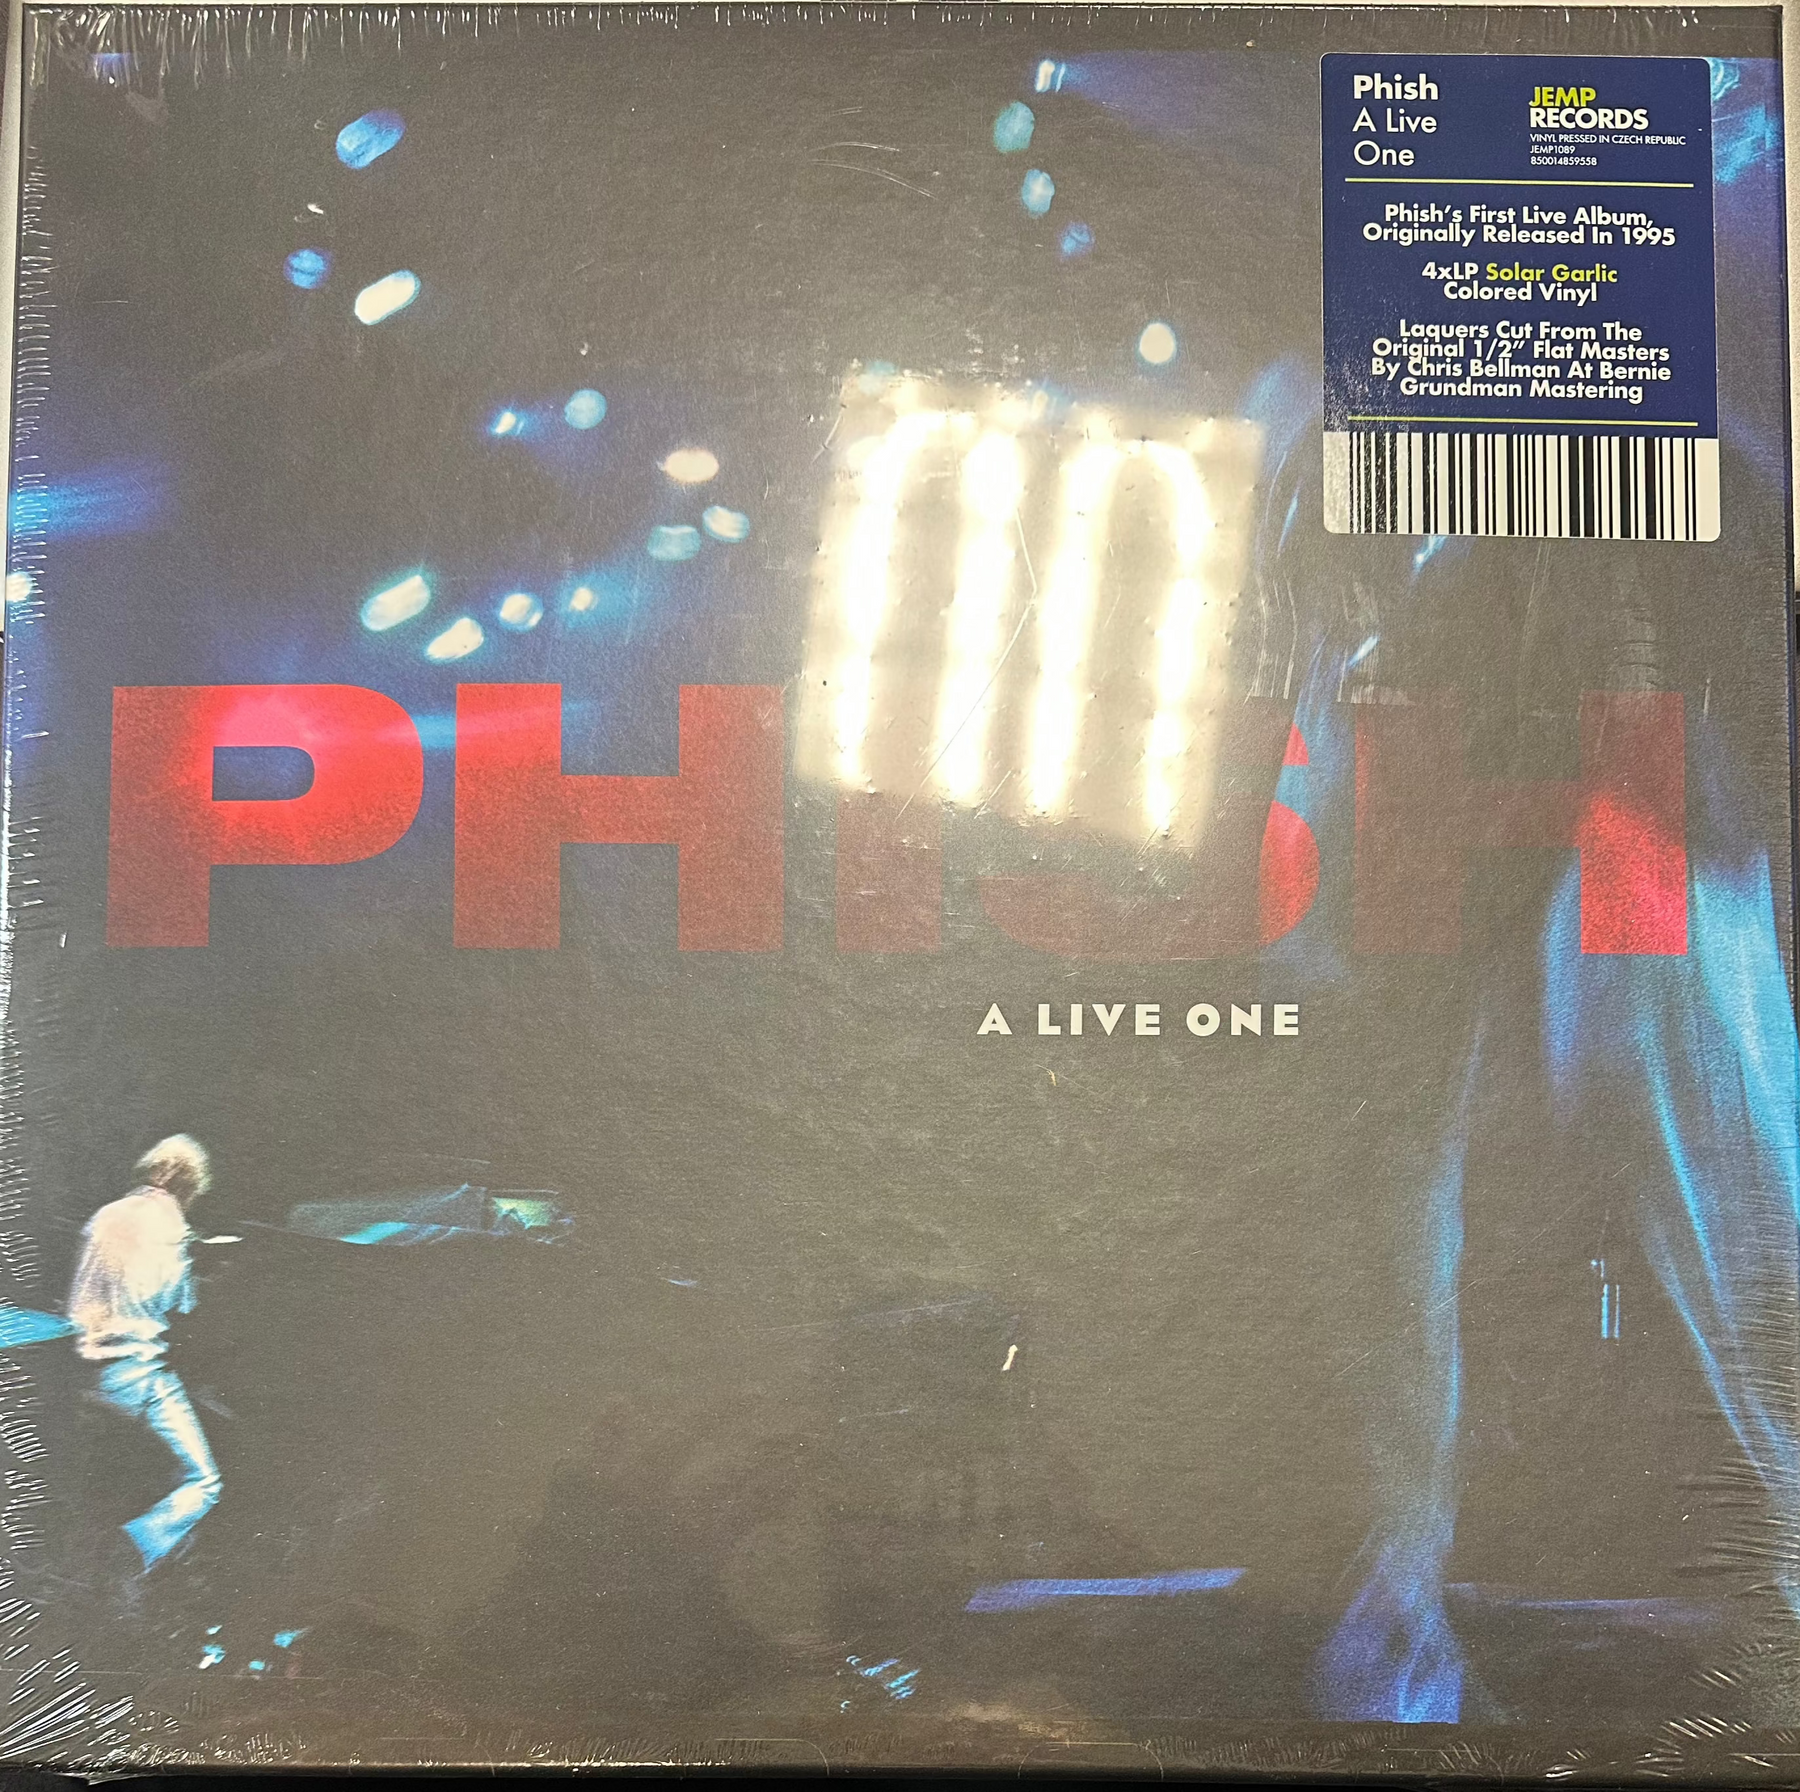 Phish
A Live
One
JEMP
RECORDS
VINYL PRESSED IN CZECH REPUBLIC
JEMP1089
850014859558
Phish's First Live Album,
Originally Released In 1995
4xLP Solar Garlic
Colored Vinyl
Laquers Cut From The
Original 1/2" Flat Masters
By Chris Bellman At Bernie
Grundman Mastering
PHISH
A LIVE ONE